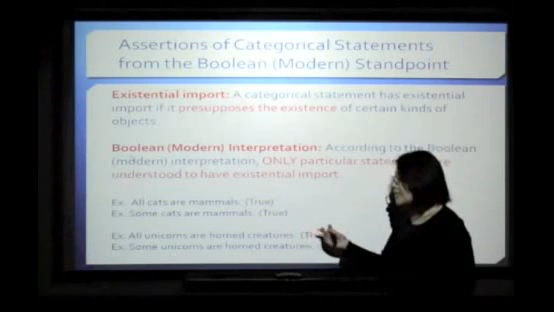 Assertions of Categorical Statements
from the Boolean (Modern) Standpoint
Existential import: A categorical statement has existential
import if it presupposes the existence of certain kinds of
objects.
Boolean (Modern) Interpretation: According to the Boolean
(modern) interpretation, ONLY particular
understood to have existential import.
Ex. All cats are mammals. (True)
Ex. Some cats are mammals. (True)
Ex. All unicorns are horned creatures.
Ex. Some unicorns are horned creatures.